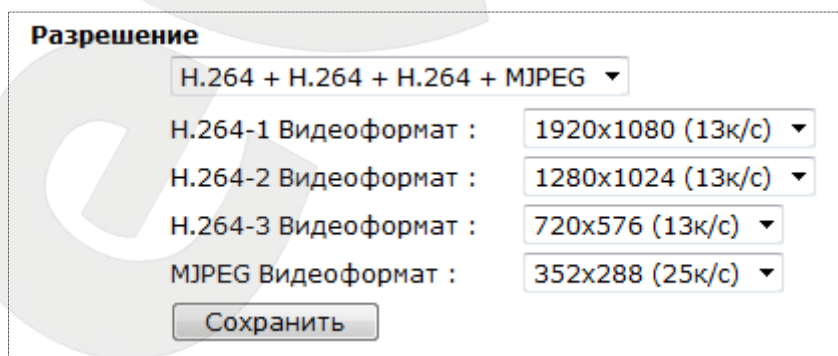 Разрешение
H.264 + H.264 + H.264 + MJPEG
H.264-1 Видеоформат : 1920x1080 (13к/с)
H.264-2 Видеоформат : 1280x1024 (13к/с)
H.264-3 Видеоформат : 720x576 (13к/с)
MJPEG Видеоформат : 352x288 (25к/с)
Сохранить